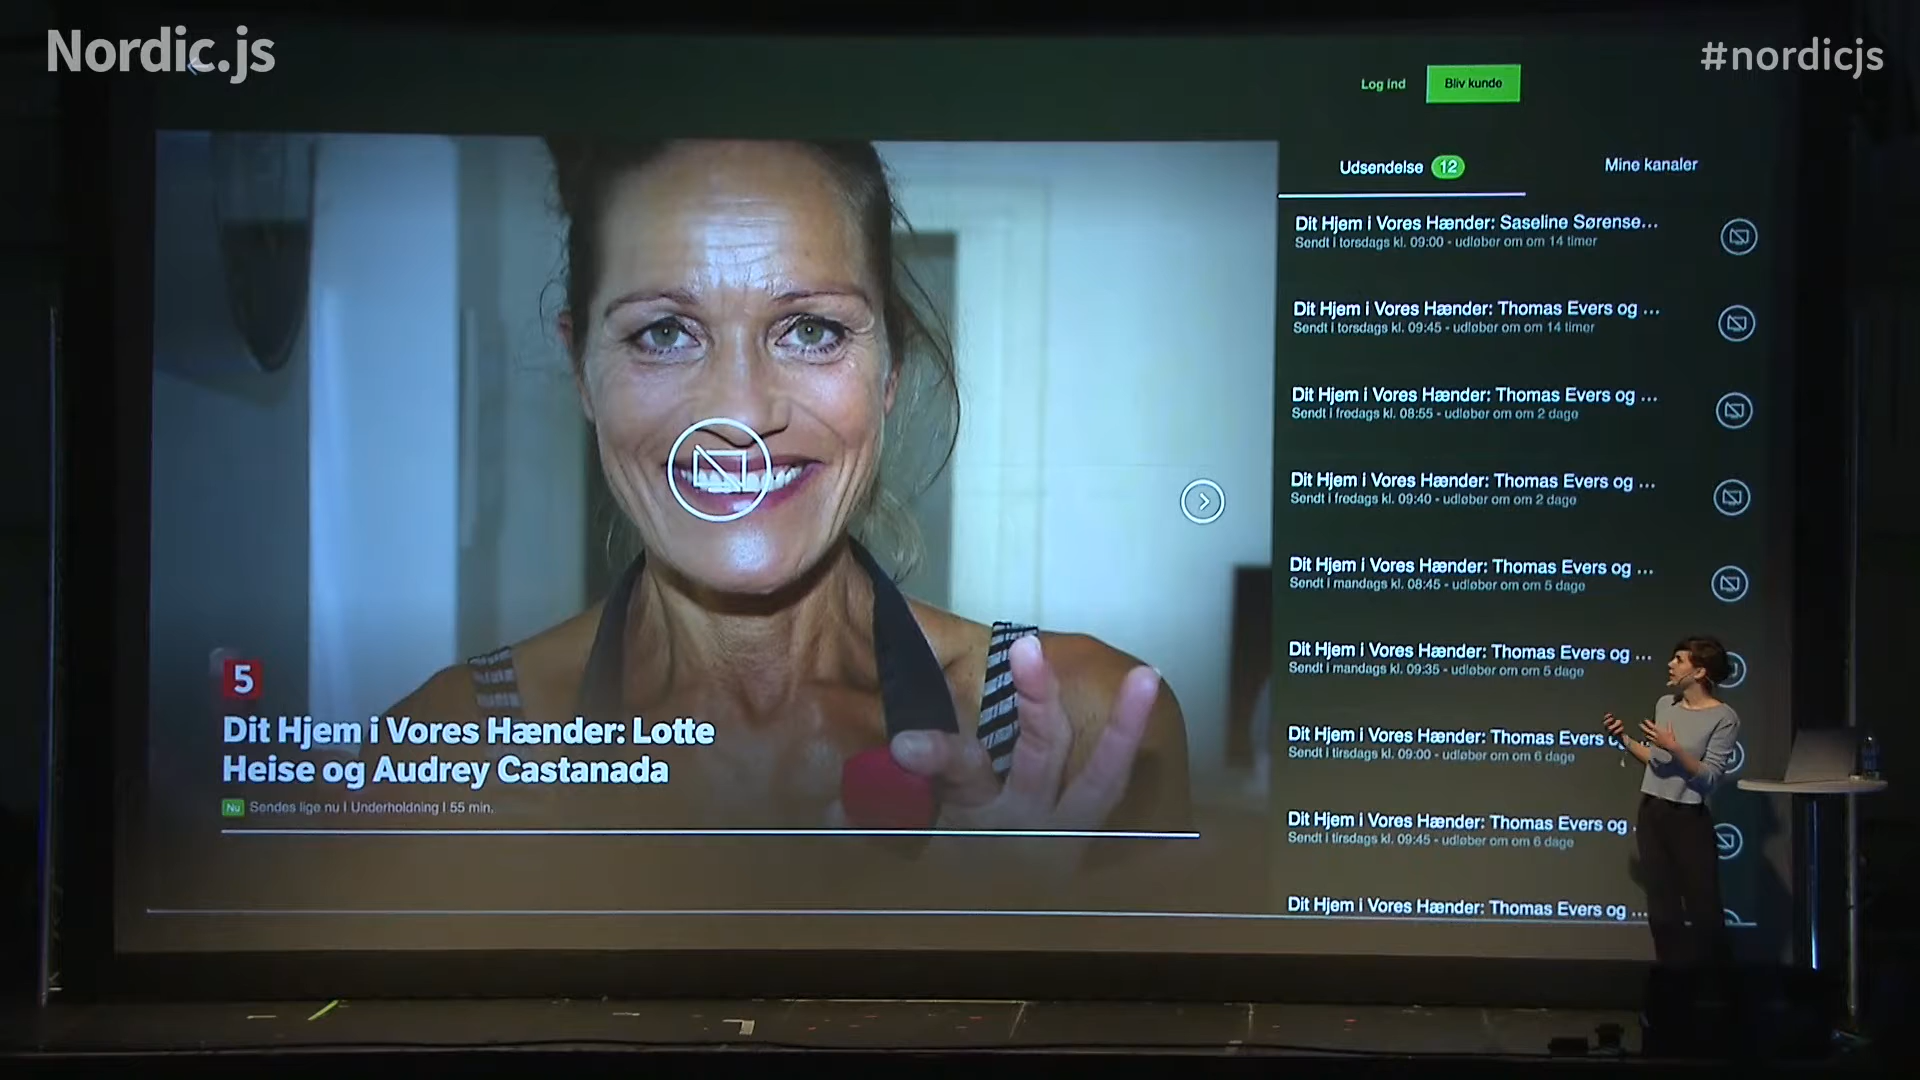 Nordic.js
#nordicjs
Log ind
Bliv kunde
Udsendelse 12
Mine kanaler
Dit Hjem i Vores Hænder: Saseline Sørense...
Sendt i torsdags kl. 09:00 - udløber om om 14 timer
Dit Hjem i Vores Hænder: Thomas Evers og ...
Sendt i torsdags kl. 09:45 - udløber om om 14 timer
Dit Hjem i Vores Hænder: Thomas Evers og ...
Sendt i fredags kl. 08:55 - udløber om om 2 dage
Dit Hjem i Vores Hænder: Thomas Evers og ...
Sendt i fredags kl. 09:40 - udløber om om 2 dage
Dit Hjem i Vores Hænder: Thomas Evers og ...
Sendt i mandags kl. 08:45 - udløber om om 5 dage
Dit Hjem i Vores Hænder: Thomas Evers og ...
Sendt i mandags kl. 09:35 - udløber om om 5 dage
Dit Hjem i Vores Hænder: Thomas Evers
Sendt i tirsdags kl. 09:00 - udløber om om 6 dage
Dit Hjem i Vores Hænder: Thomas Evers og .
Sendt i tirsdags kl. 09:45 - udløber om om 6 dage
Dit Hjem i Vores Hænder: Thomas Evers og ...
5
Dit Hjem i Vores Hænder: Lotte
Heise og Audrey Castanada
Nu Sendes lige nu | Underholdning | 55 min.